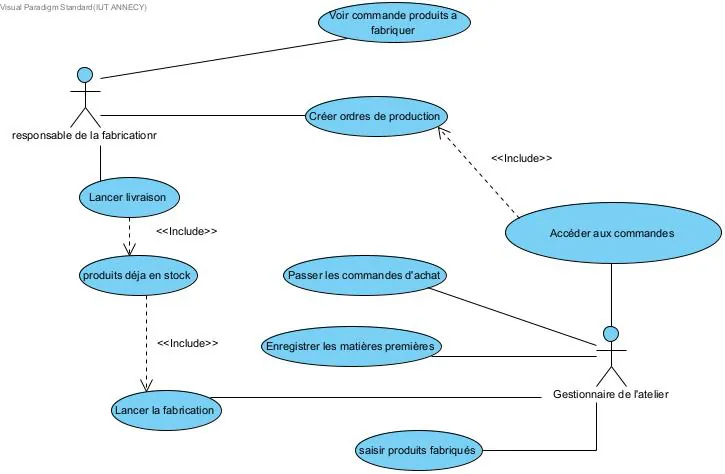 Visual Paradigm Standard(IUT ANNECY)
Voir commande produits a
fabriquer
Créer ordres de production
responsable de la fabricationr
<<Include>>
Lancer livraison
<<Include>>
Accéder aux commandes
produits déja en stock
Passer les commandes d'achat
<<Include>>
Enregistrer les matières premières
Gestionnaire de l'atelier
Lancer la fabrication
saisir produits fabriqués